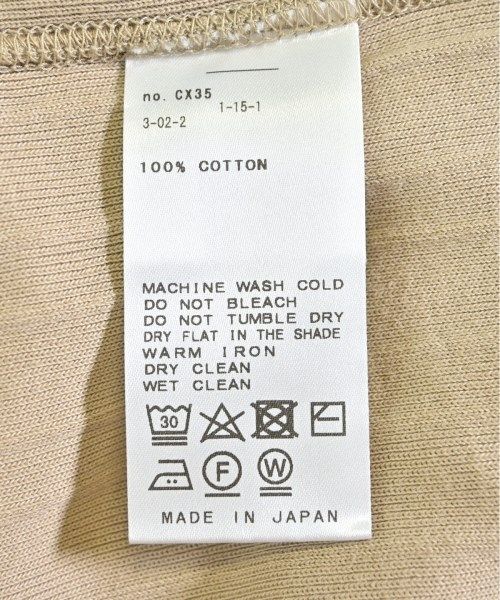 no. CX35
1-15-1
3-02-2
100% COTTON
MACHINE WASH COLD
DO NOT BLEACH
DO NOT TUMBLE DRY
DRY FLAT IN THE SHADE
WARM IRON
DRY CLEAN
WET CLEAN
30
F W
MADE IN JAPAN